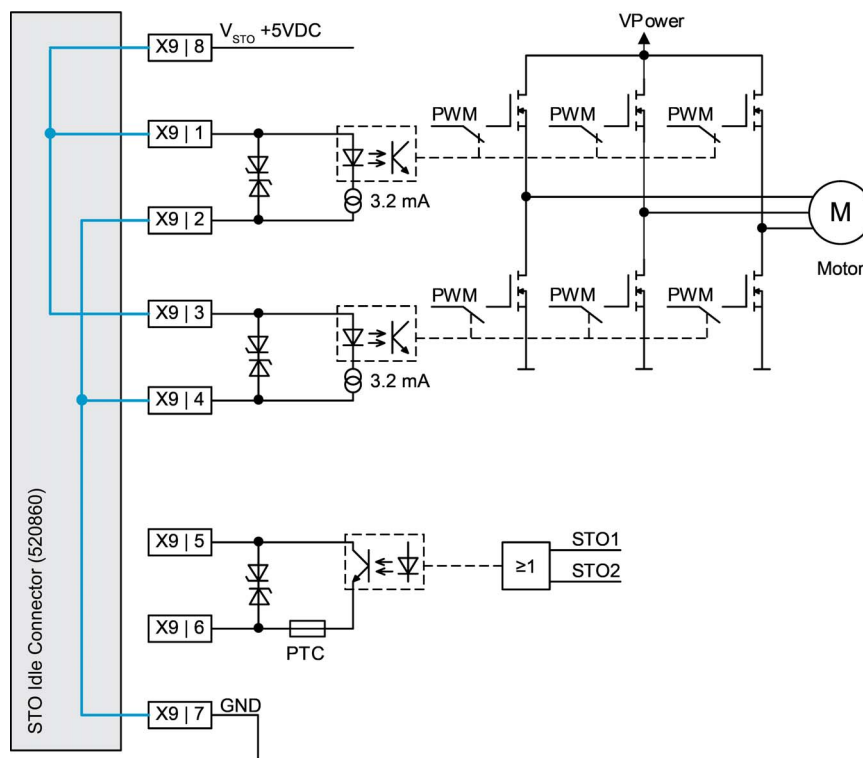 VPower
X9 | 8
V_STO +5VDC
X9 | 1
PWM
PWM
PWM
3.2 mA
X9 | 2
M
Motor
X9 | 3
PWM
PWM
PWM
3.2 mA
X9 | 4
STO Idle Connector (520860)
X9 | 5
STO1
≥1
STO2
X9 | 6
PTC
X9 | 7
GND